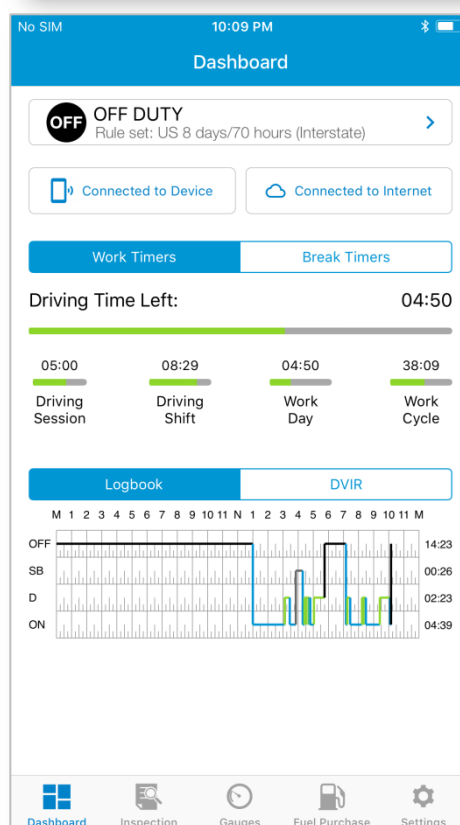 No SIM 10:09 PM
Dashboard
OFF OFF DUTY
Rule set: US 8 days/70 hours (Interstate)
Connected to Device Connected to Internet
Work Timers Break Timers
Driving Time Left: 04:50
05:00 08:29 04:50 38:09
Driving Driving Work Work
Session Shift Day Cycle
Logbook DVIR
M 1 2 3 4 5 6 7 8 9 10 11 N 1 2 3 4 5 6 7 8 9 10 11 M
OFF 14:23
SB 00:26
D 02:23
ON 04:39
Dashboard Inspection Gauges Fuel Purchase Settings